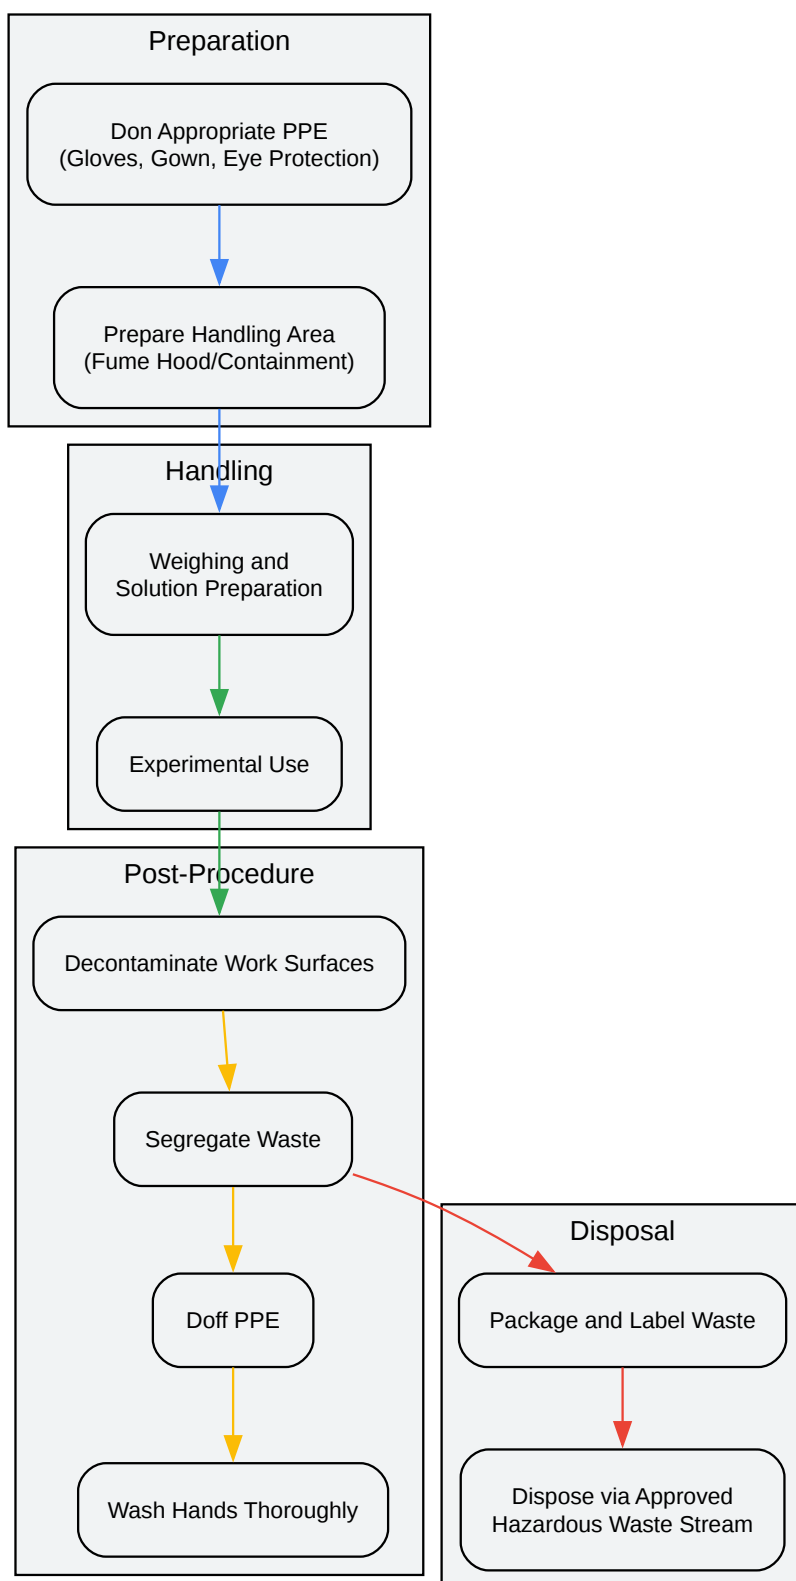 Preparation
Don Appropriate PPE
(Gloves, Gown, Eye Protection)
Prepare Handling Area
(Fume Hood/Containment)
Handling
Weighing and
Solution Preparation
Experimental Use
Post-Procedure
Decontaminate Work Surfaces
Segregate Waste
Doff PPE
Wash Hands Thoroughly
Disposal
Package and Label Waste
Dispose via Approved
Hazardous Waste Stream